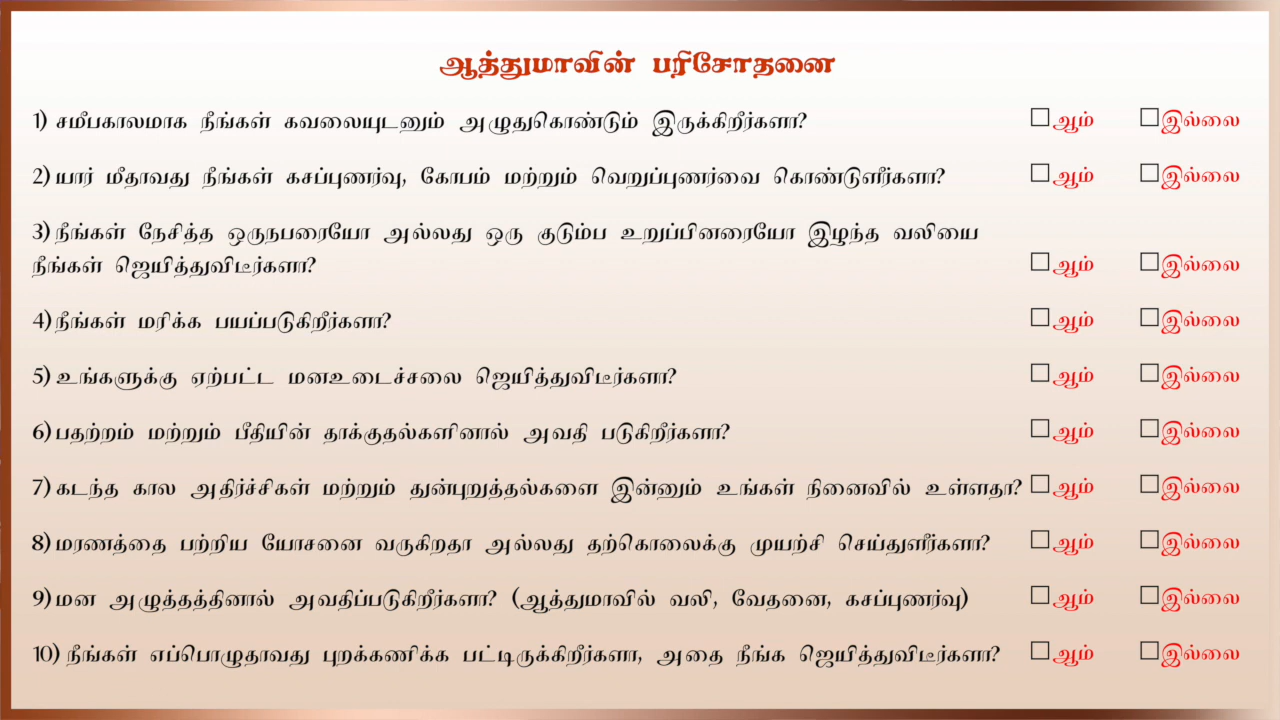 ஆத்துமாவின் பரிசோதனை
1) சமீபகாலமாக நீங்கள் கவலையுடனும் அழுதுகொண்டும் இருக்கிறீர்களா? ☐ஆம் ☐இல்லை
2) யார் மீதாவது நீங்கள் கசப்புணர்வு, கோபம் மற்றும் வெறுப்புணர்வை கொண்டுளீர்களா? ☐ஆம் ☐இல்லை
3) நீங்கள் நேசித்த ஒருநபரையோ அல்லது ஒரு குடும்ப உறுப்பினரையோ இழந்த வலியை
நீங்கள் ஜெயித்துவிடீர்களா? ☐ஆம் ☐இல்லை
4) நீங்கள் மரிக்க பயப்படுகிறீர்களா? ☐ஆம் ☐இல்லை
5) உங்களுக்கு ஏற்பட்ட மனஉடைச்சலை ஜெயித்துவிடீர்களா? ☐ஆம் ☐இல்லை
6) பதற்றம் மற்றும் பீதியின் தாக்குதல்களினால் அவதி படுகிறீர்களா? ☐ஆம் ☐இல்லை
7) கடந்த கால அதிர்ச்சிகள் மற்றும் துன்புறுத்தல்களை இன்னும் உங்கள் நினைவில் உள்ளதா? ☐ஆம் ☐இல்லை
8) மரணத்தை பற்றிய யோசனை வருகிறதா அல்லது தற்கொலைக்கு முயற்சி செய்துளீர்களா? ☐ஆம் ☐இல்லை
9) மன அழுத்தத்தினால் அவதிப்படுகிறீர்களா? (ஆத்துமாவில் வலி, வேதனை, கசப்புணர்வு) ☐ஆம் ☐இல்லை
10) நீங்கள் எப்பொழுதாவது புறக்கணிக்க பட்டிருக்கிறீர்களா, அதை நீங்க ஜெயித்துவிடீர்களா? ☐ஆம் ☐இல்லை